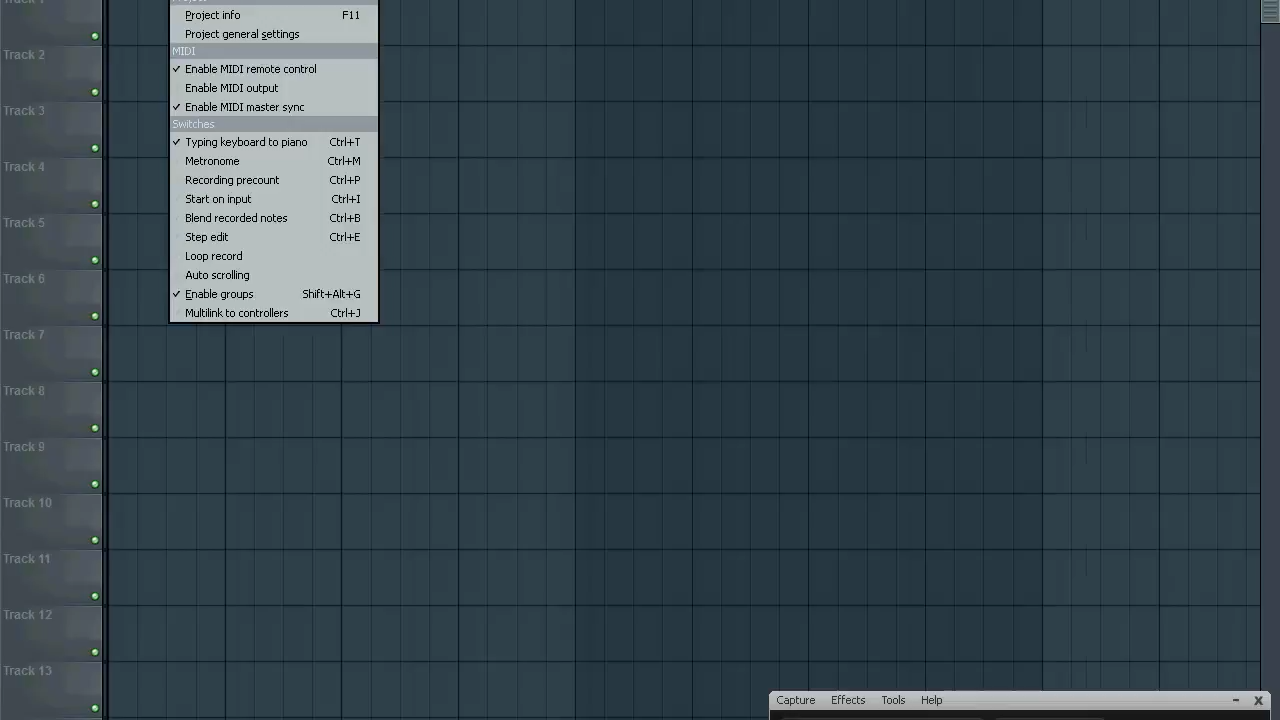 Project info F11
Project general settings
MIDI
Enable MIDI remote control
Enable MIDI output
Enable MIDI master sync
Switches
Typing keyboard to piano Ctrl+T
Metronome Ctrl+M
Recording precount Ctrl+P
Start on input Ctrl+I
Blend recorded notes Ctrl+B
Step edit Ctrl+E
Loop record
Auto scrolling
Enable groups Shift+Alt+G
Multilink to controllers Ctrl+J
Track 2
Track 3
Track 4
Track 5
Track 6
Track 7
Track 8
Track 9
Track 10
Track 11
Track 12
Track 13
Capture Effects Tools Help